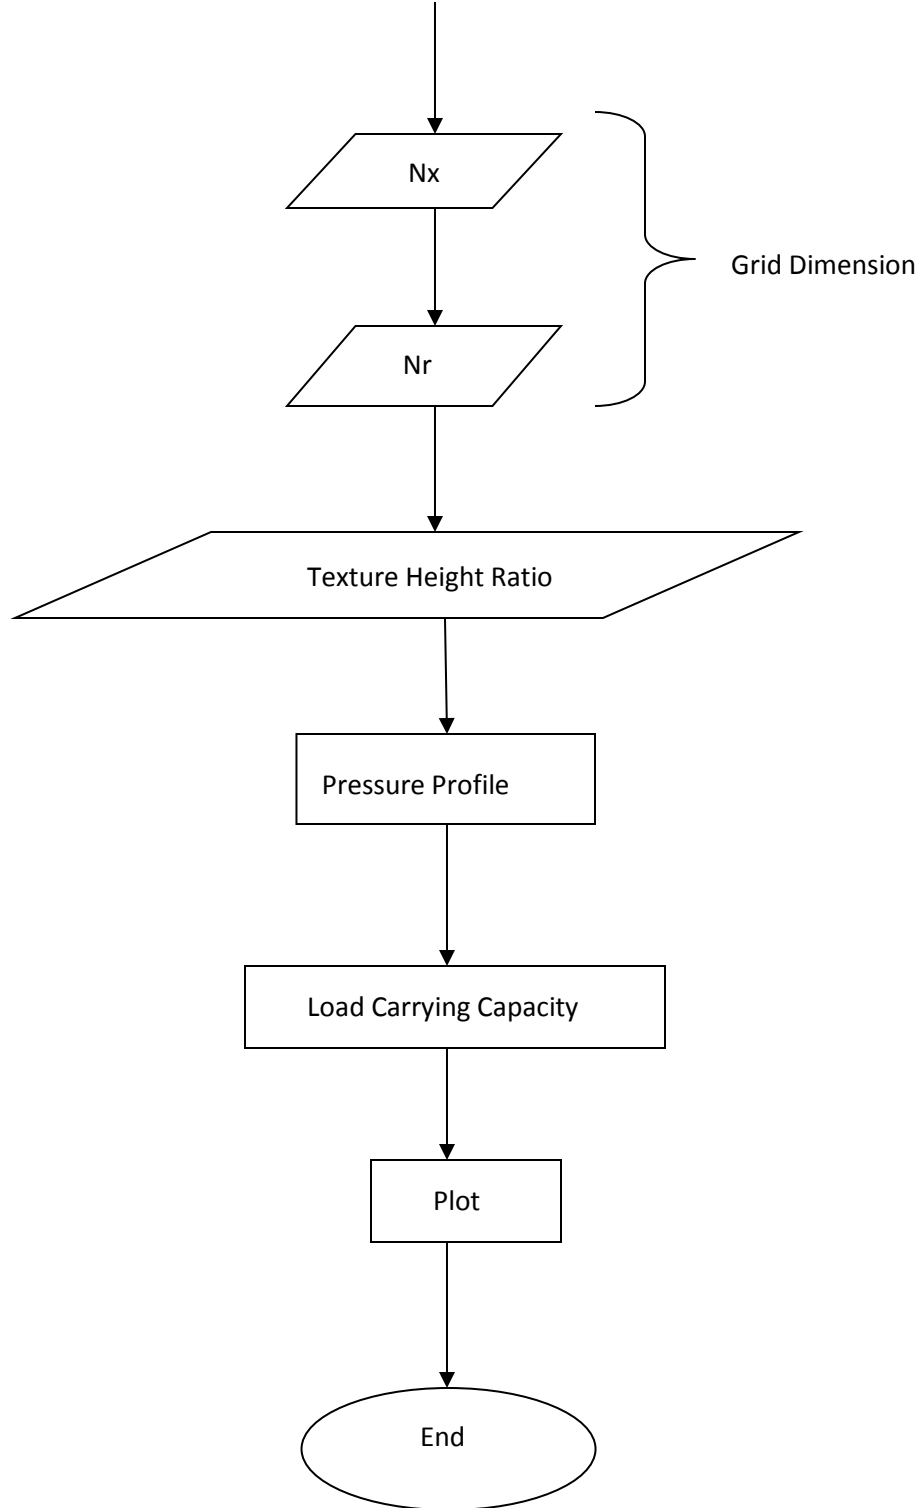 Nx
Grid Dimension
Nr
Texture Height Ratio
Pressure Profile
Load Carrying Capacity
Plot
End